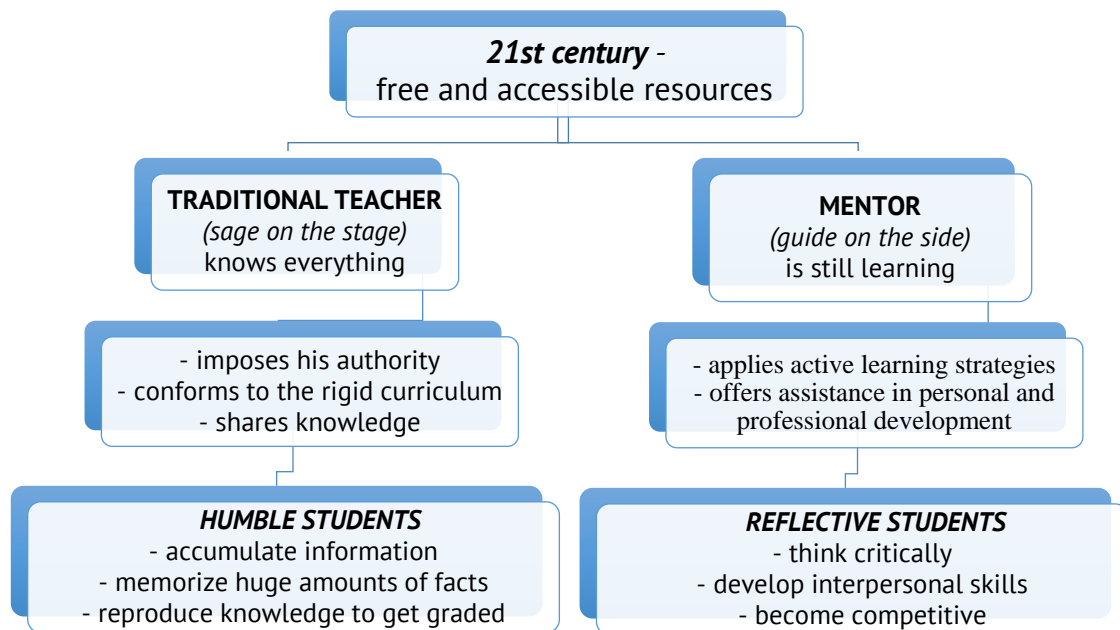 21st century -
free and accessible resources
TRADITIONAL TEACHER
(sage on the stage)
knows everything
- imposes his authority
- conforms to the rigid curriculum
- shares knowledge
HUMBLE STUDENTS
- accumulate information
- memorize huge amounts of facts
- reproduce knowledge to get graded
MENTOR
(guide on the side)
is still learning
- applies active learning strategies
- offers assistance in personal and
professional development
REFLECTIVE STUDENTS
- think critically
- develop interpersonal skills
- become competitive